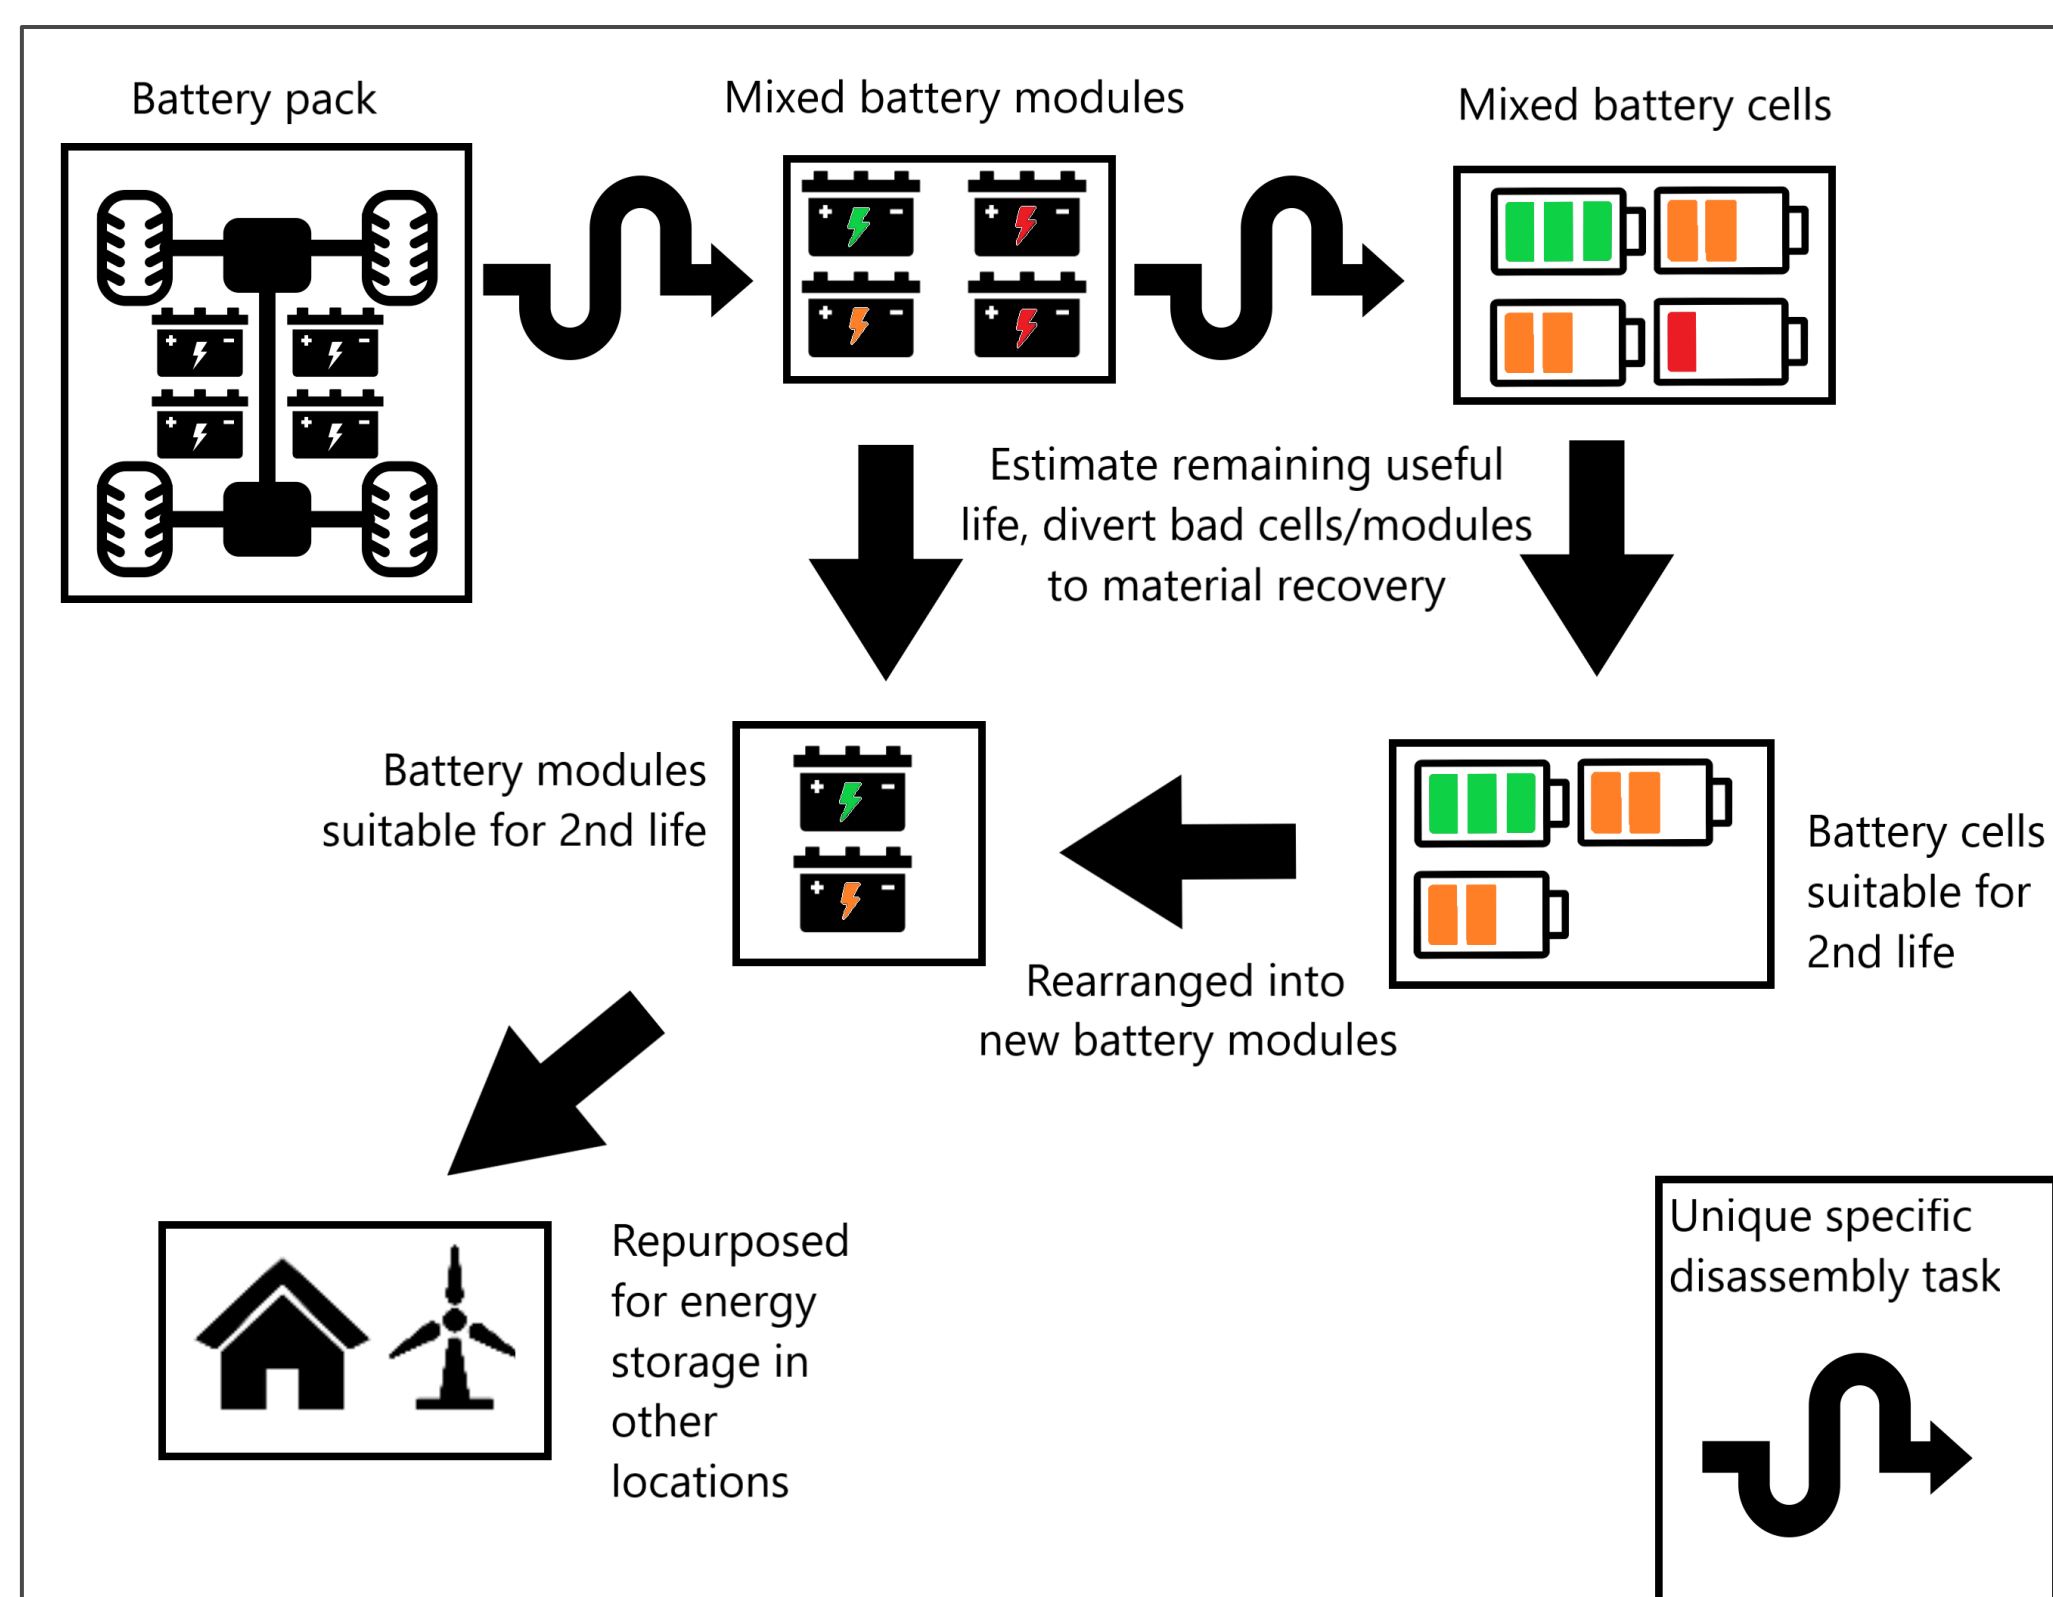 Battery pack
Mixed battery modules
Mixed battery cells
Estimate remaining useful
life, divert bad cells/modules
to material recovery
Battery modules
suitable for 2nd life
Battery cells
suitable for
2nd life
Rearranged into
new battery modules
Repurposed
for energy
storage in
other
locations
Unique specific
disassembly task